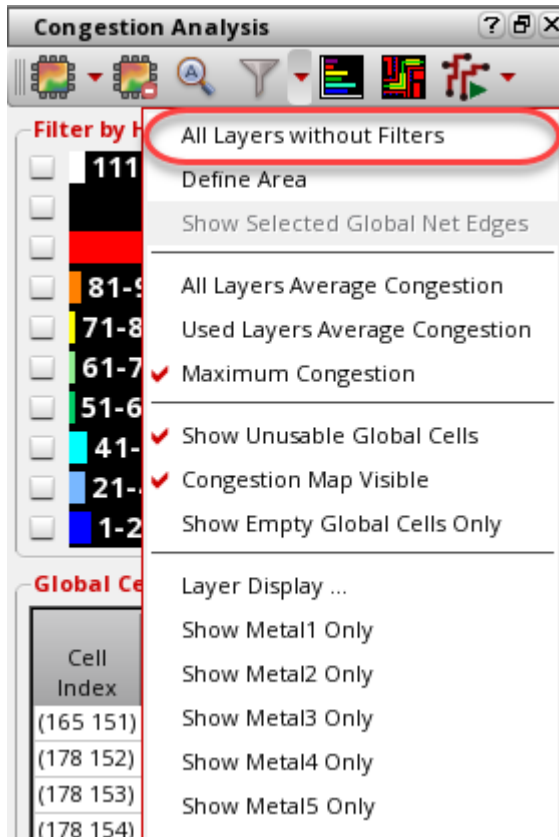 Congestion Analysis
Filter by
All Layers without Filters
111
Define Area
Show Selected Global Net Edges
81-
All Layers Average Congestion
71-8
Used Layers Average Congestion
61-7
Maximum Congestion
51-6
Show Unusable Global Cells
41-
21-
Congestion Map Visible
1-2
Show Empty Global Cells Only
Global Ce
Layer Display ...
Show Metal1 Only
Cell
Index
Show Metal2 Only
(165 151)
Show Metal3 Only
(178 152)
Show Metal4 Only
(178 153)
Show Metal5 Only
(178 154)